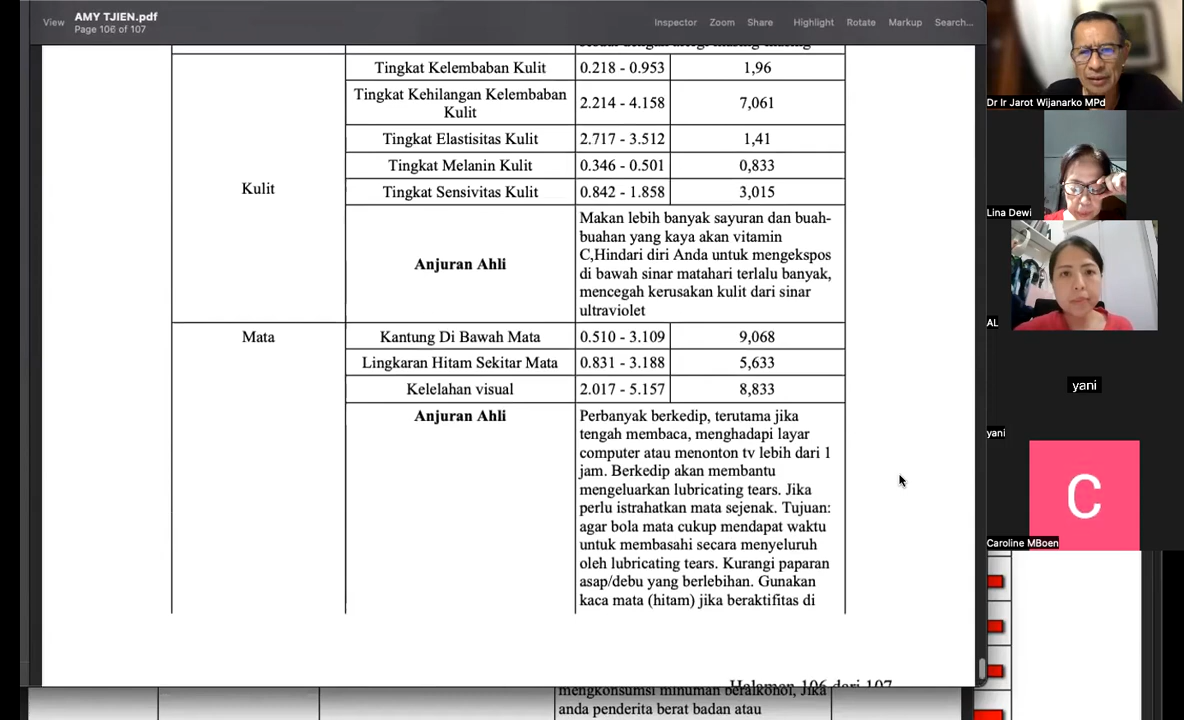 View
AMY TJIEN.pdf
Page 106 of 107
Inspector Zoom Share Highlight Rotate Markup Search...
Tingkat Kelembaban Kulit 0.218 - 0.953 1,96
Tingkat Kehilangan Kelembaban
Kulit
2.214 - 4.158 7,061
Tingkat Elastisitas Kulit 2.717 - 3.512 1,41
Tingkat Melanin Kulit 0.346 - 0.501 0,833
Kulit
Tingkat Sensivitas Kulit 0.842 - 1.858 3,015
Anjuran Ahli
Makan lebih banyak sayuran dan buah-
buahan yang kaya akan vitamin
C,Hindari diri Anda untuk mengekspos
di bawah sinar matahari terlalu banyak,
mencegah kerusakan kulit dari sinar
ultraviolet
Mata
Kantung Di Bawah Mata 0.510 - 3.109 9,068
Lingkaran Hitam Sekitar Mata 0.831 - 3.188 5,633
Kelelahan visual 2.017 - 5.157 8,833
Anjuran Ahli
Perbanyak berkedip, terutama jika
tengah membaca, menghadapi layar
computer atau menonton tv lebih dari 1
jam. Berkedip akan membantu
mengeluarkan lubricating tears. Jika
perlu istrahatkan mata sejenak. Tujuan:
agar bola mata cukup mendapat waktu
untuk membasahi secara menyeluruh
oleh lubricating tears. Kurangi paparan
asap/debu yang berlebihan. Gunakan
kaca mata (hitam) jika beraktifitas di
Halaman 106 dari 107
mengkonsumsi minuman beralkohol, Jika
anda penderita berat badan atau
Dr Ir Jarot Wijanarko MPd
Lina Dewi
AL
yani
yani
C
Caroline MBoen